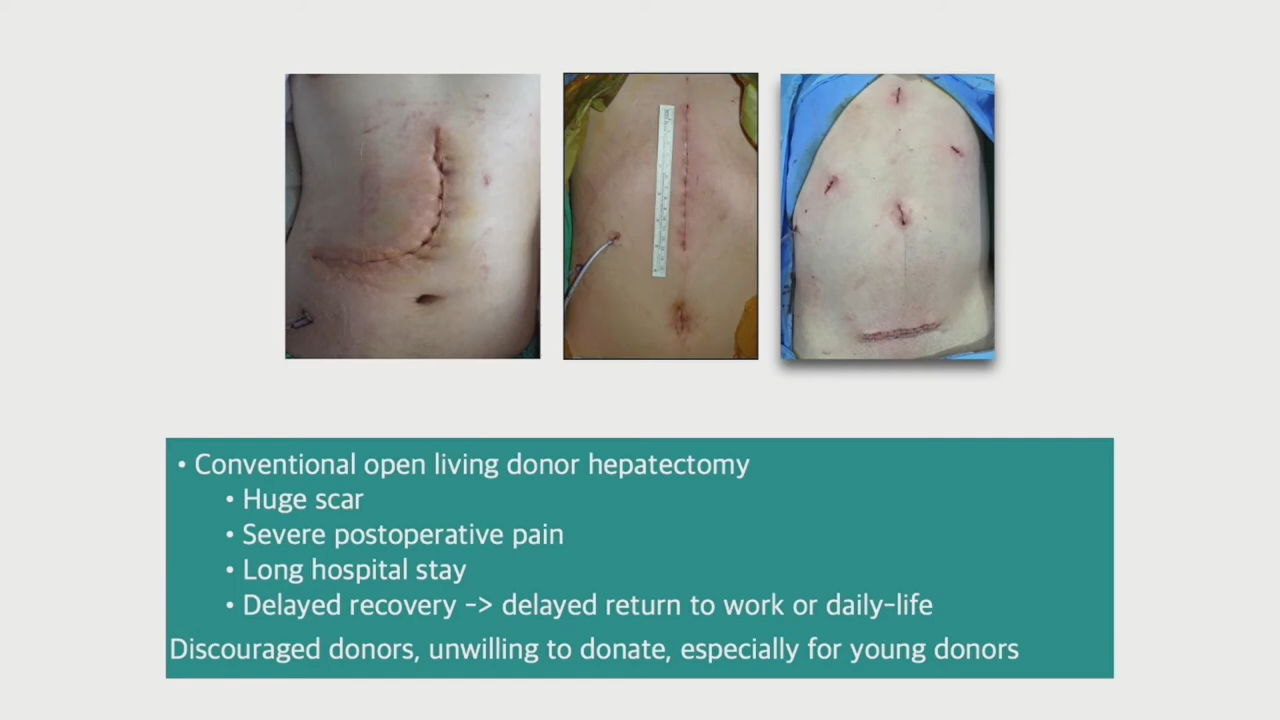 • Conventional open living donor hepatectomy
• Huge scar
• Severe postoperative pain
• Long hospital stay
• Delayed recovery -> delayed return to work or daily-life
Discouraged donors, unwilling to donate, especially for young donors